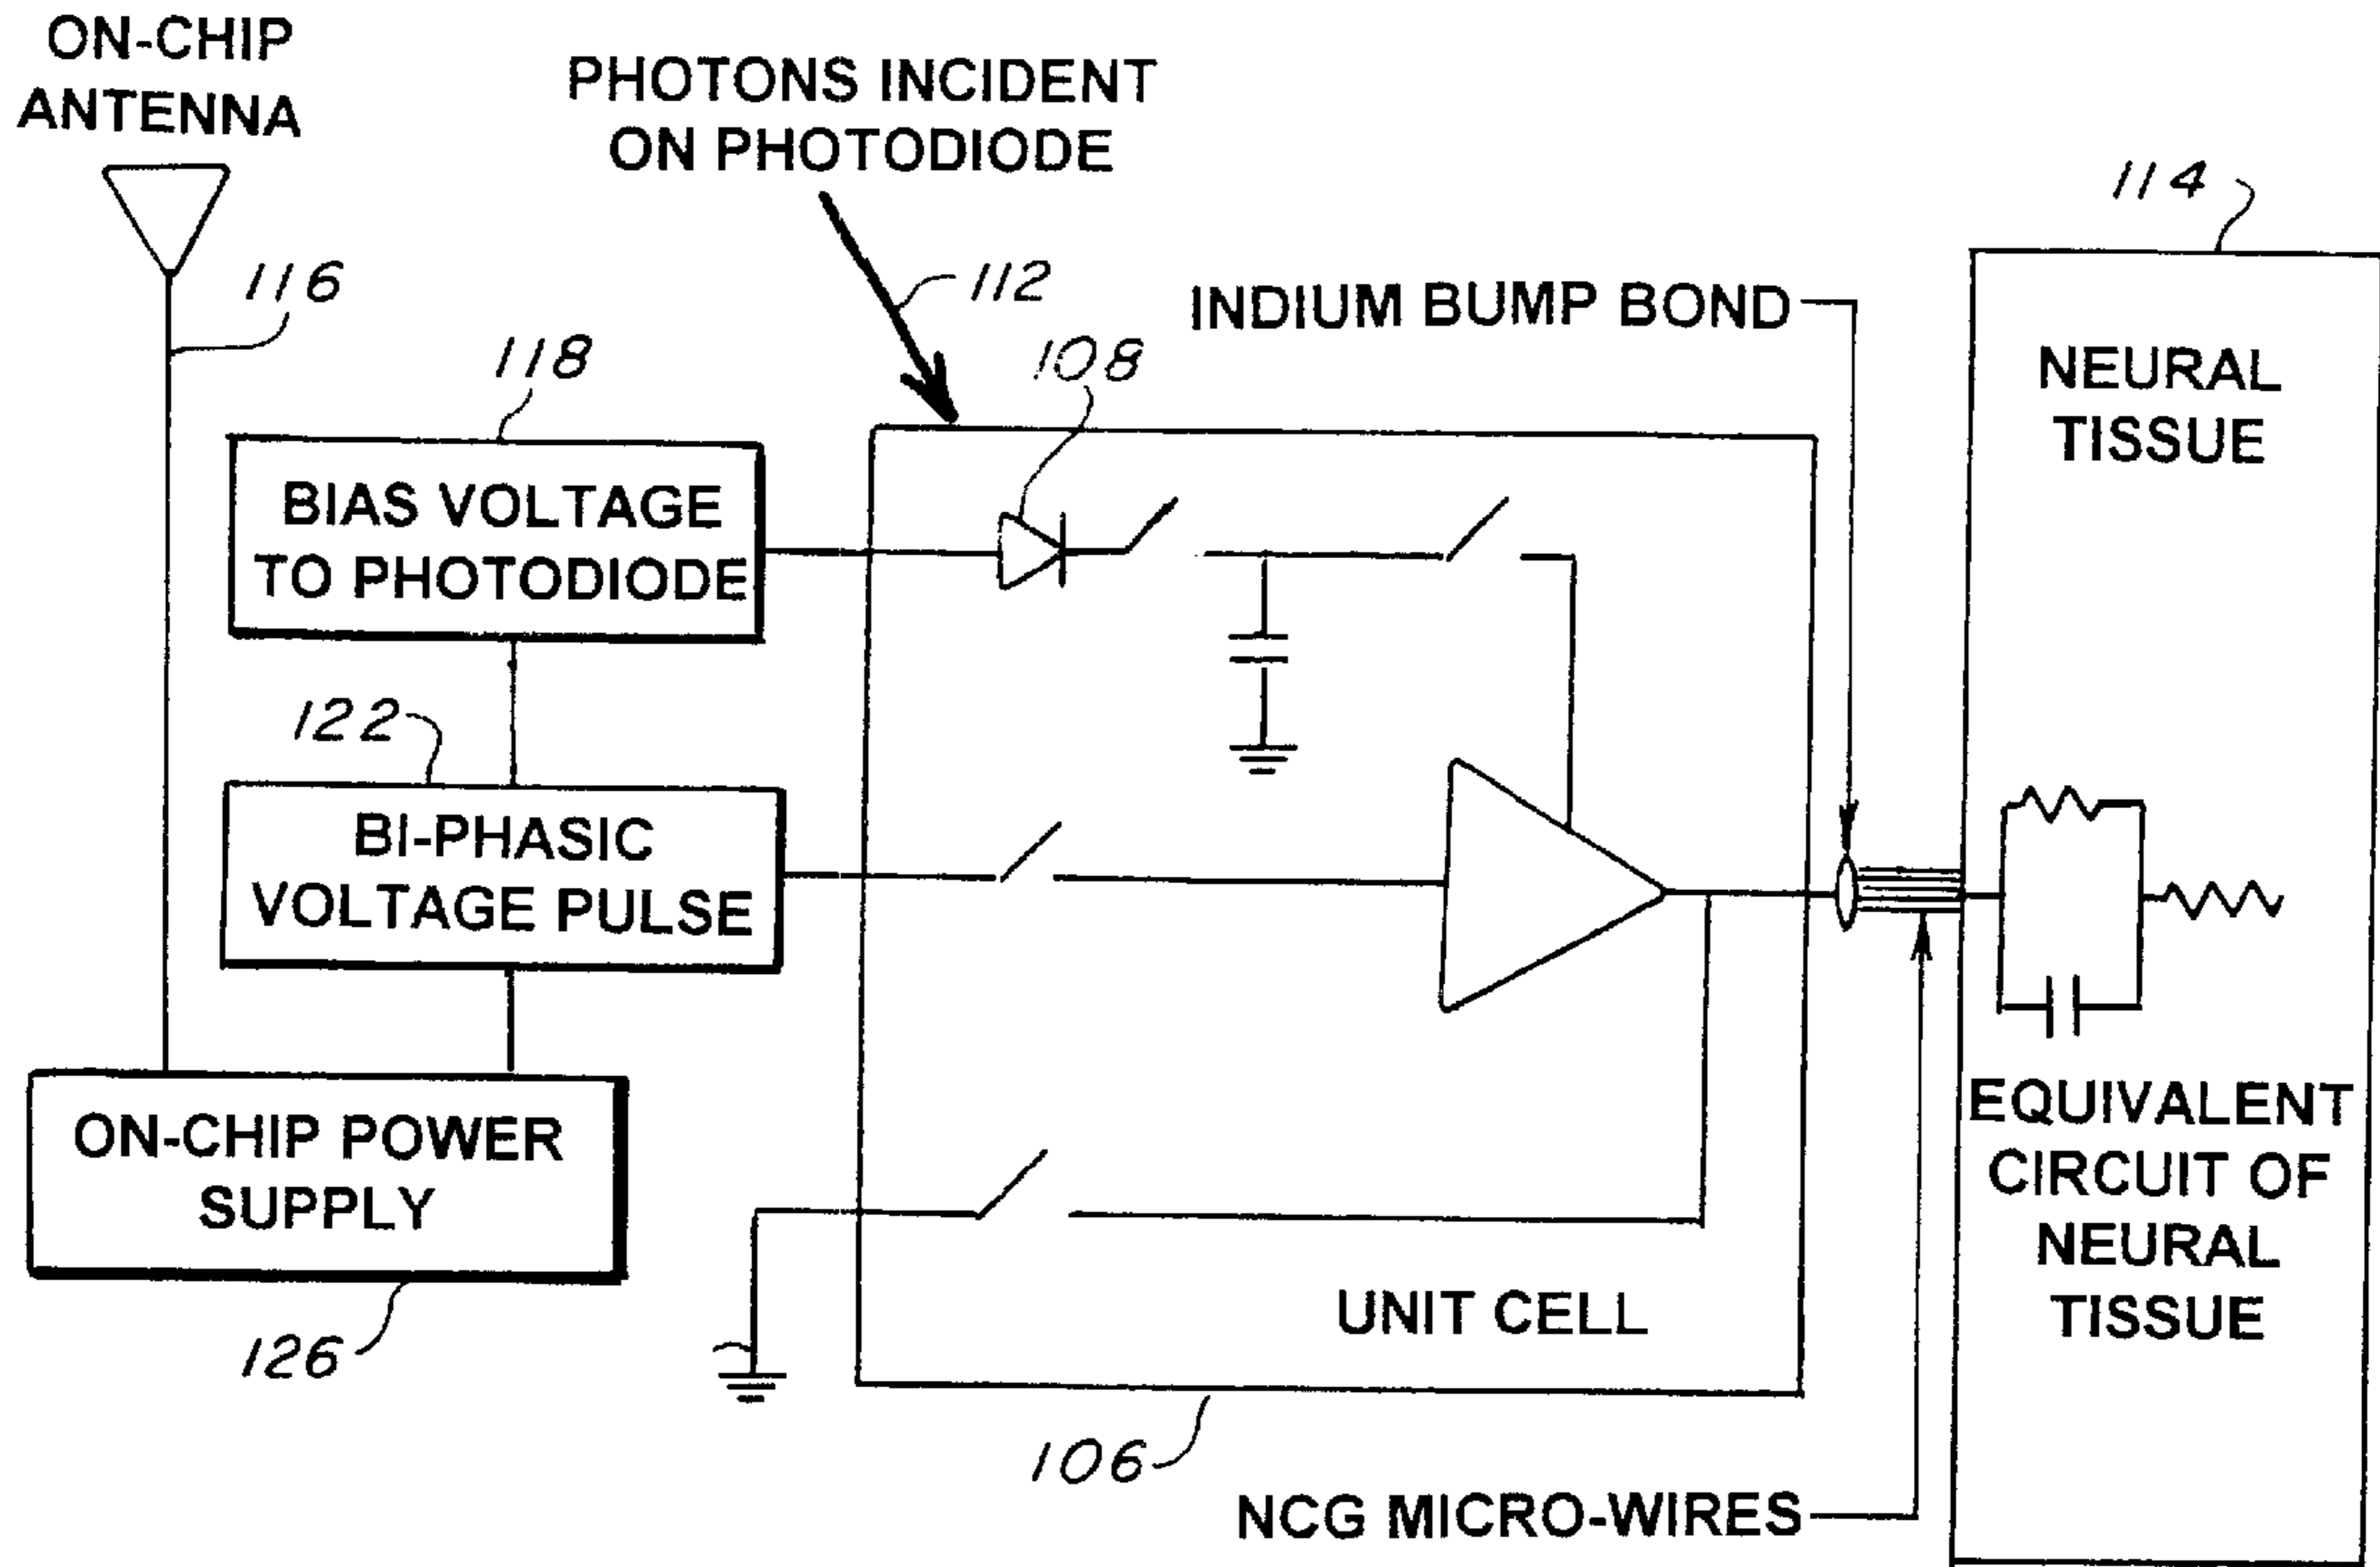 ON-CHIP
ANTENNA
PHOTONS INCIDENT
ON PHOTODIODE
114
116
112
INDIUM BUMP BOND
118
108
NEURAL
TISSUE
BIAS VOLTAGE
TO PHOTODIODE
122
BI-PHASIC
VOLTAGE PULSE
ON-CHIP POWER
SUPPLY
EQUIVALENT
CIRCUIT OF
NEURAL
TISSUE
UNIT CELL
126
106
NCG MICRO-WIRES